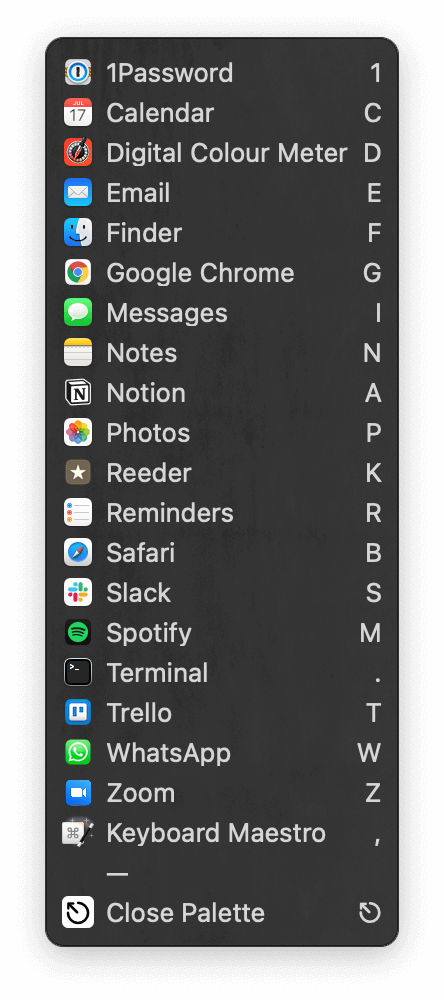 1Password 1
Calendar C
Digital Colour Meter D
Email E
Finder F
Google Chrome G
Messages I
Notes N
Notion A
Photos P
Reeder K
Reminders R
Safari B
Slack S
Spotify M
Terminal .
Trello T
WhatsApp W
Zoom Z
Keyboard Maestro ,
—
Close Palette ⎋